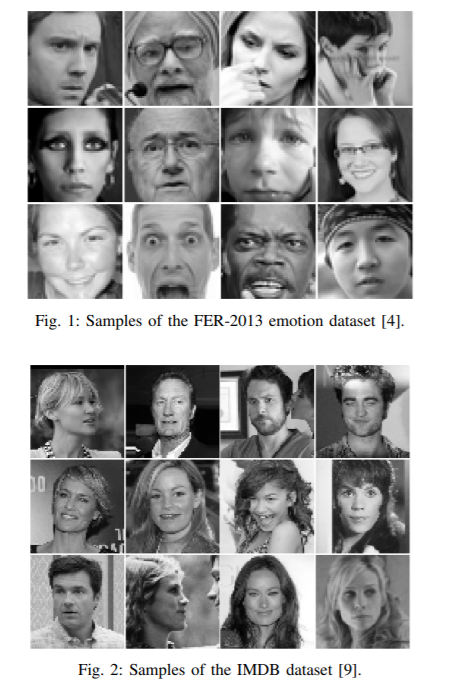 Fig. 1: Samples of the FER-2013 emotion dataset [4].
Fig. 2: Samples of the IMDB dataset [9].